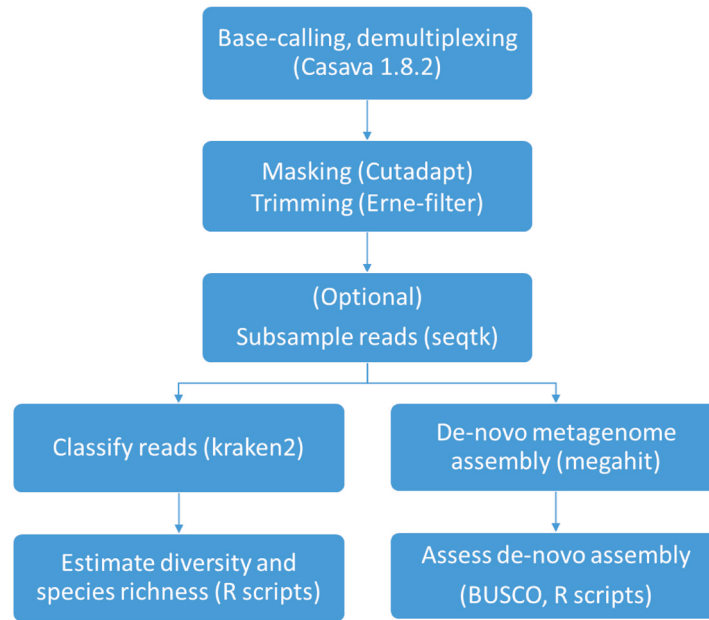 Base-calling, demultiplexing
(Casava 1.8.2)
Masking (Cutadapt)
Trimming (Erne-filter)
(Optional)
Subsample reads (seqtk)
Classify reads (kraken2)
De-novo metagenome
assembly (megahit)
Estimate diversity and
species richness (R scripts)
Assess de-novo assembly
(BUSCO, R scripts)